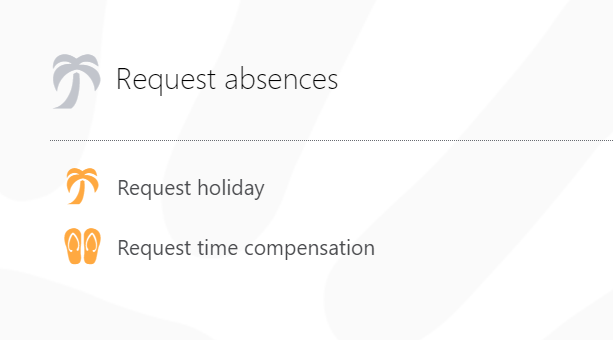 Request absences
Request holiday
Request time compensation